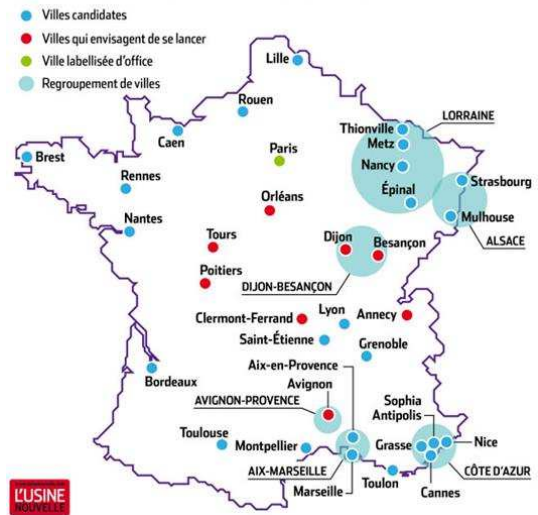 Villes candidates
Villes qui envisagent de se lancer
Ville labellisée d'office
Regroupement de villes
Lille
Rouen
Caen
Brest
Rennes
Nantes
Paris
Orléans
Tours
Poitiers
LORRAINE
Thionville
Metz
Nancy
Épinal
Strasbourg
Mulhouse
ALSACE
Dijon
Besançon
DIJON-BESANÇON
Clermont-Ferrand
Lyon
Annecy
Saint-Étienne
Grenoble
Bordeaux
Aix-en-Provence
Avignon
AVIGNON-PROVENCE
Toulouse
Montpellier
AIX-MARSEILLE
Marseille
Toulon
Sophia
Antipolis
Grasse
Nice
CÔTE D'AZUR
Cannes
L'USINE
NOUVELLE